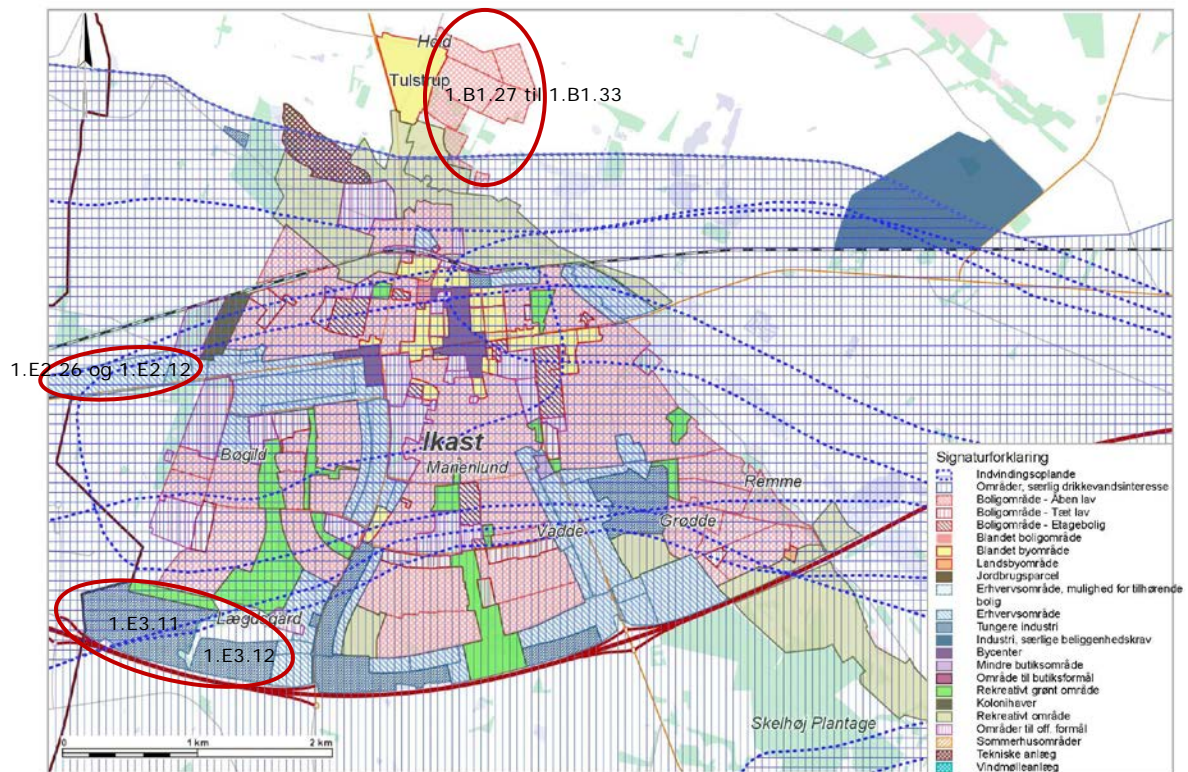 Heid
Tulstrup
1.B1.27 til 1.B1.33
1.E2.26 og 1.E2.12
Ikast
Marienlund
Bøgild
Remme
Grødde
Vadde
Lægdsgård
1.E3.11
1.E3.12
Skelhøj Plantage
0 1 km 2 km
Signaturforklaring
Indvindingsoplande
Områder, særlig drikkevandsinteresse
Boligområde - Åben lav
Boligområde - Tæt lav
Boligområde - Etagebolig
Blandet boligområde
Blandet byområde
Landsbyområde
Jordbrugsparcel
Erhvervsområde, mulighed for tilhørende
bolig
Erhvervsområde
Tungere industri
Industri, særlige beliggenhedskrav
Bycenter
Mindre butiksområde
Område til butiksformål
Rekreativt grønt område
Kolonihaver
Rekreativt område
Områder til off. formål
Sommerhusområder
Tekniske anlæg
Vindmølleanlæg